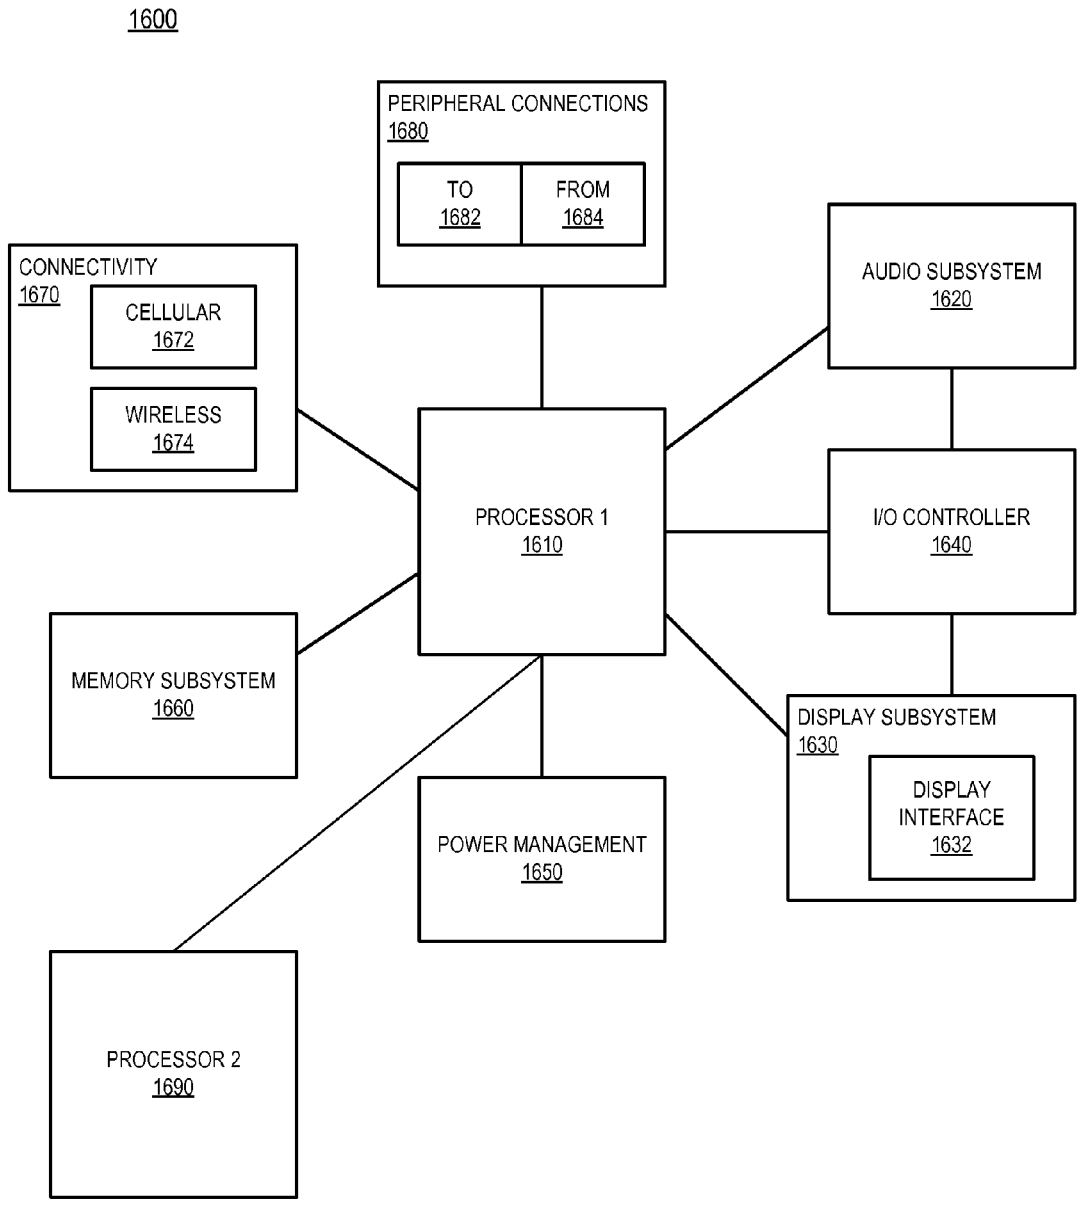 1600
PERIPHERAL CONNECTIONS
1680
TO
1682
FROM
1684
CONNECTIVITY
1670
CELLULAR
1672
WIRELESS
1674
AUDIO SUBSYSTEM
1620
PROCESSOR 1
1610
I/O CONTROLLER
1640
MEMORY SUBSYSTEM
1660
POWER MANAGEMENT
1650
DISPLAY SUBSYSTEM
1630
DISPLAY
INTERFACE
1632
PROCESSOR 2
1690